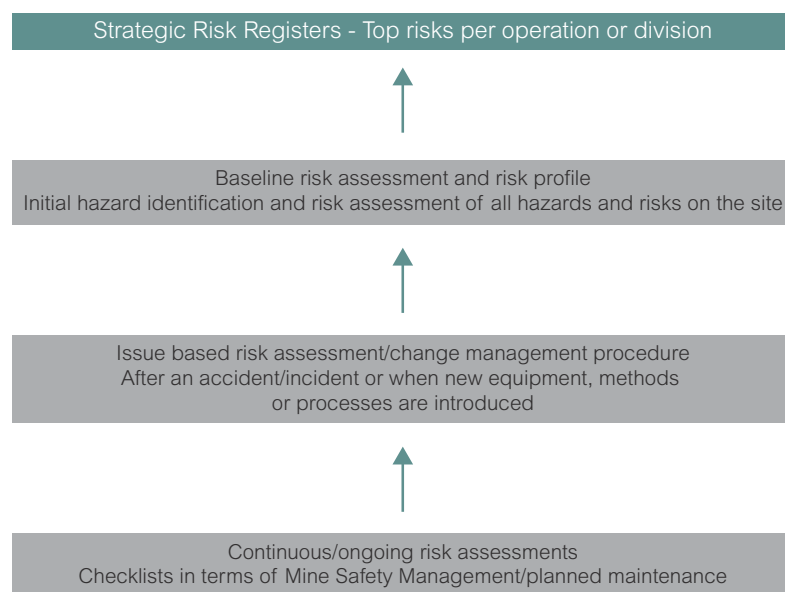 Strategic Risk Registers - Top risks per operation or division
Baseline risk assessment and risk profile
Initial hazard identification and risk assessment of all hazards and risks on the site
Issue based risk assessment/change management procedure
After an accident/incident or when new equipment, methods
or processes are introduced
Continuous/ongoing risk assessments
Checklists in terms of Mine Safety Management/planned maintenance